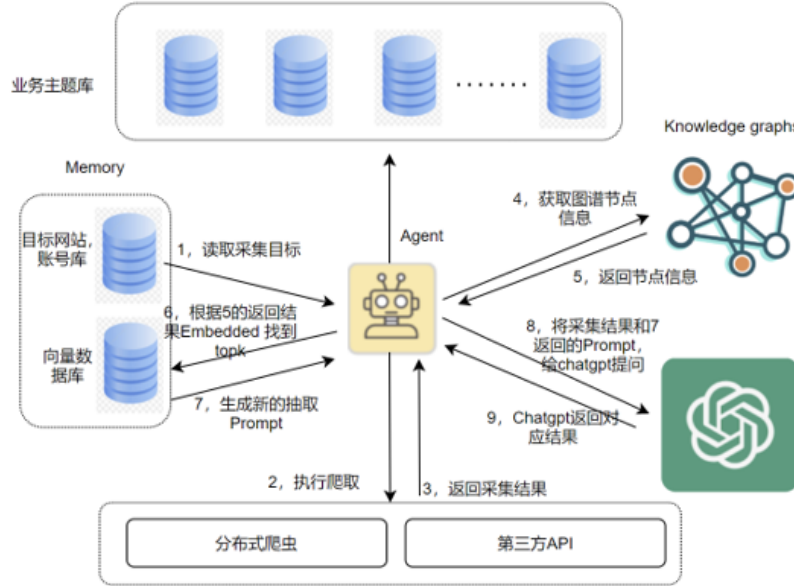 业务主题库
Knowledge graphs
Memory
4，获取图谱节点
信息
目标网站，
账号库
1，读取采集目标
Agent
5，返回节点信息
6，根据5的返回结
果Embedded 找到
topk
向量数
据库
8，将采集结果和7
返回的Prompt，
给chatgpt提问
7，生成新的抽取
Prompt
9，Chatgpt返回对
应结果
2，执行爬取
3，返回采集结果
分布式爬虫
第三方API